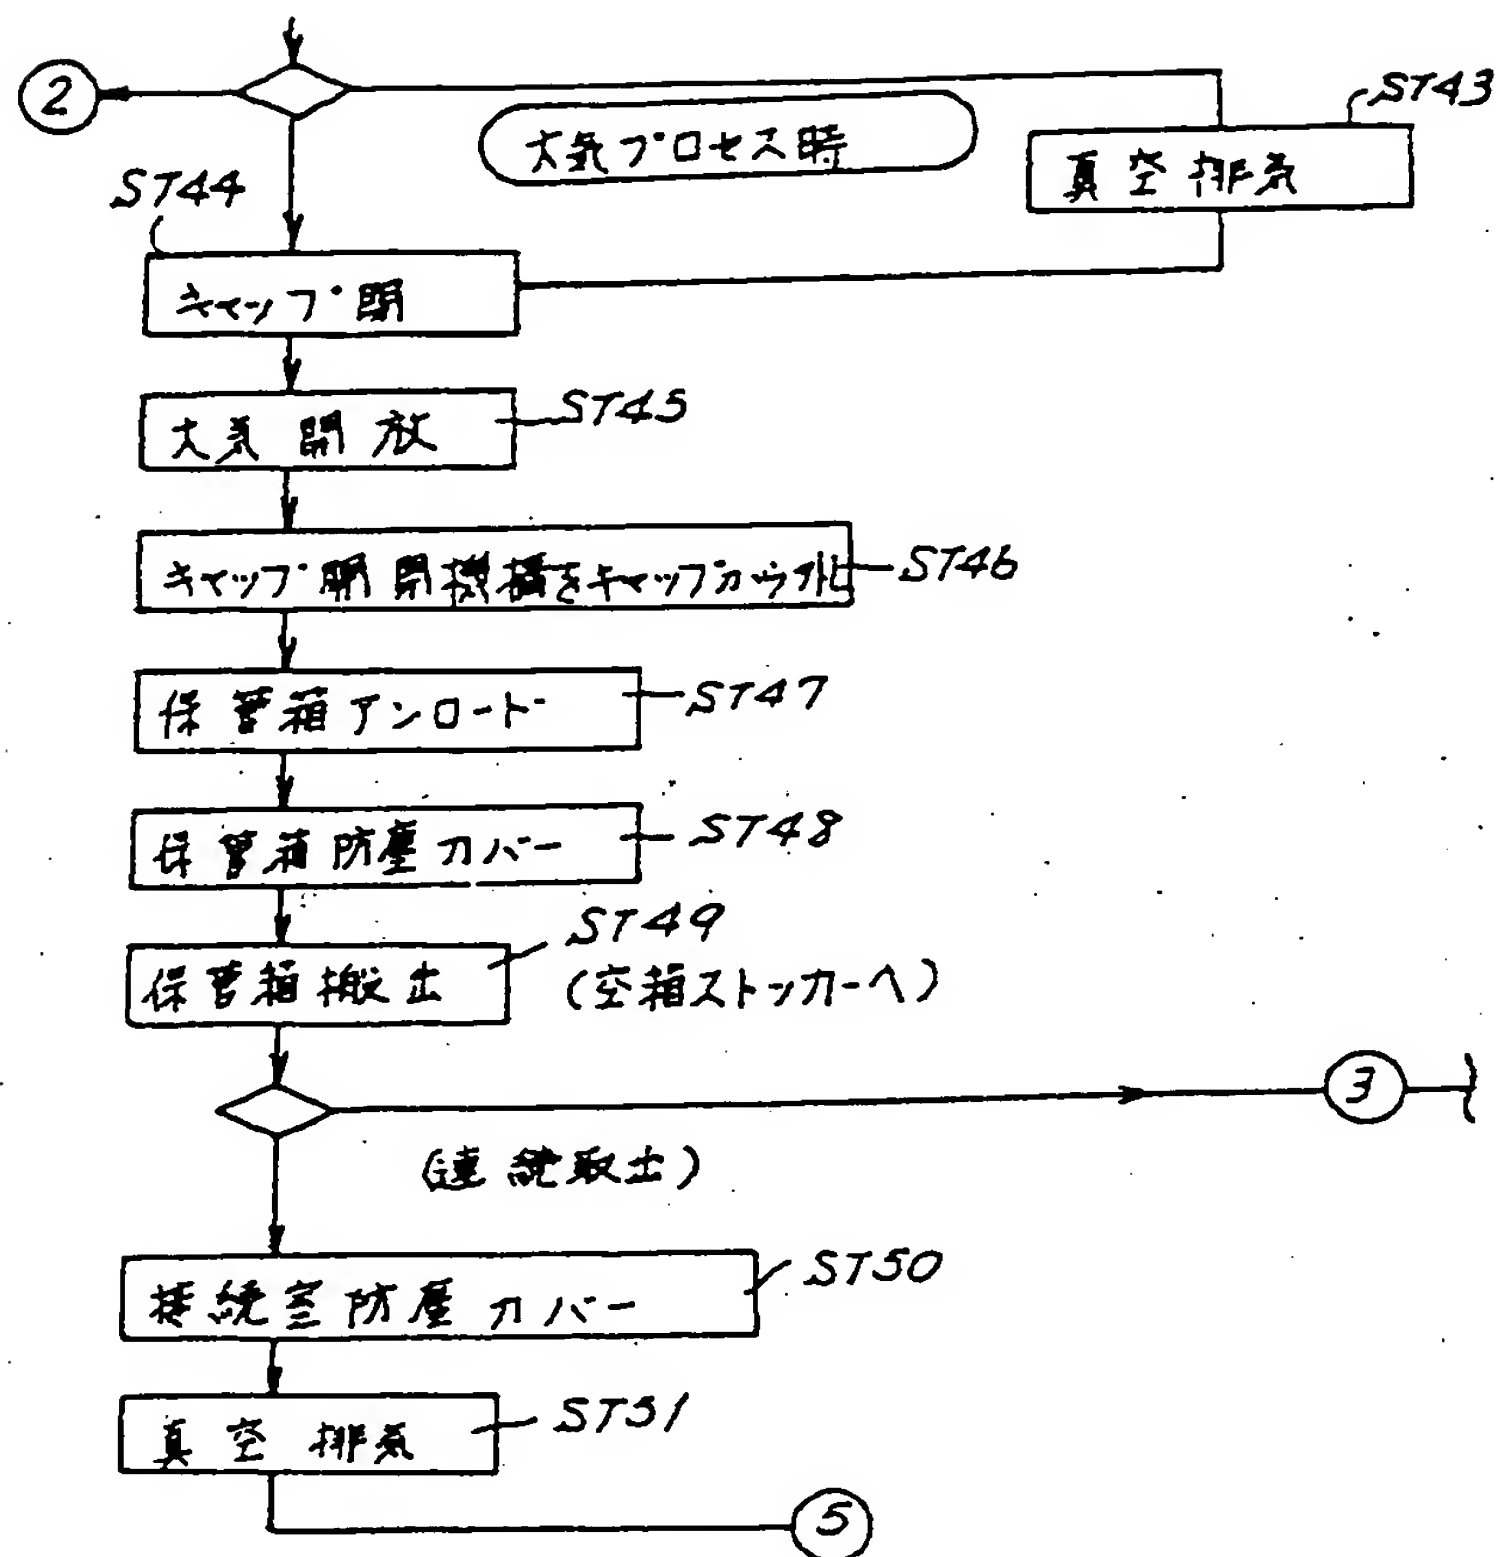 2
ST43
大気プロセス時
真空排気
ST44
キャップ閉
大気開放 ST45
キャップ開閉機構をキャップカウ外に ST46
保管箱アンロード ST47
保管箱防塵カバー ST48
ST49
保管箱搬出 (空箱ストッカーへ)
3
(連続取出)
接続室防塵カバー ST50
真空排気 ST51
5